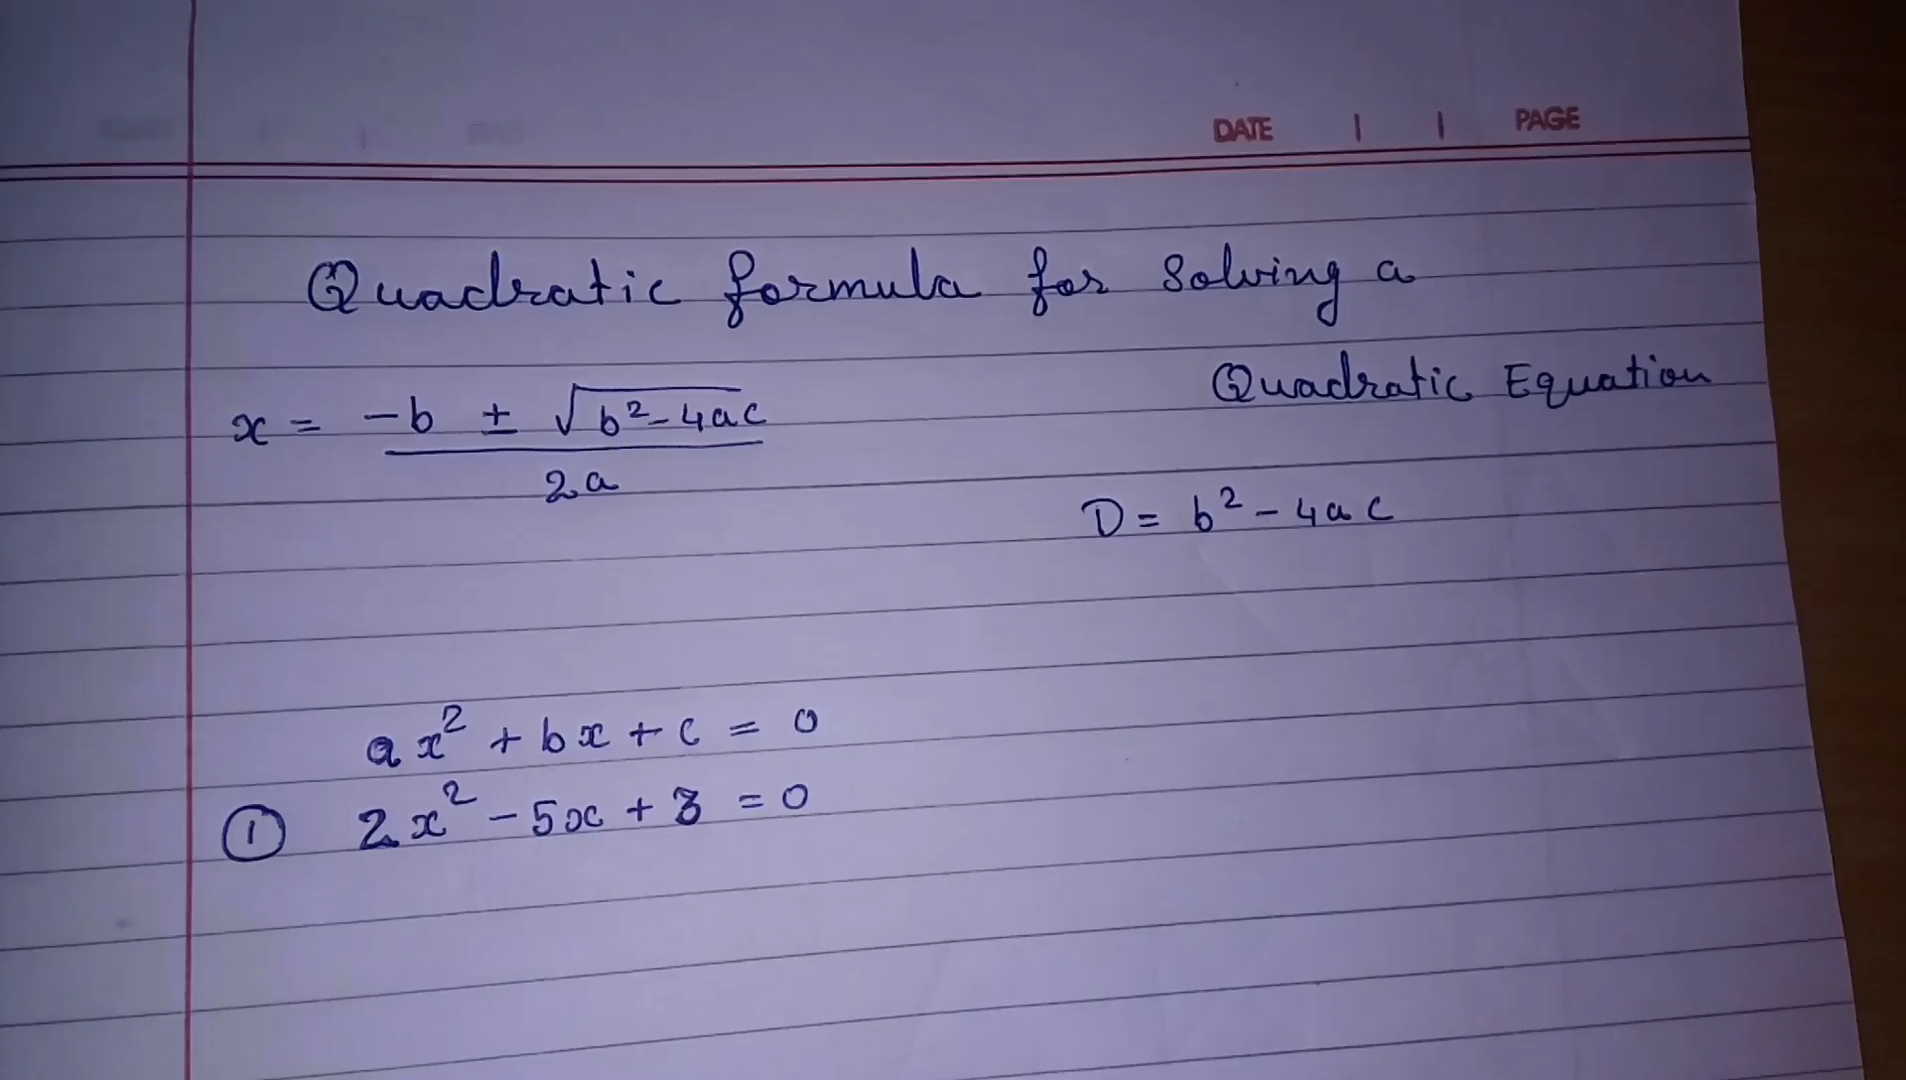 DATE | | PAGE
Quadratic formula for solving a
Quadratic Equation
x = -b ± √b²-4ac
2a
D = b² - 4ac
ax² + bx + c = 0
① 2x² - 5x + 3 = 0